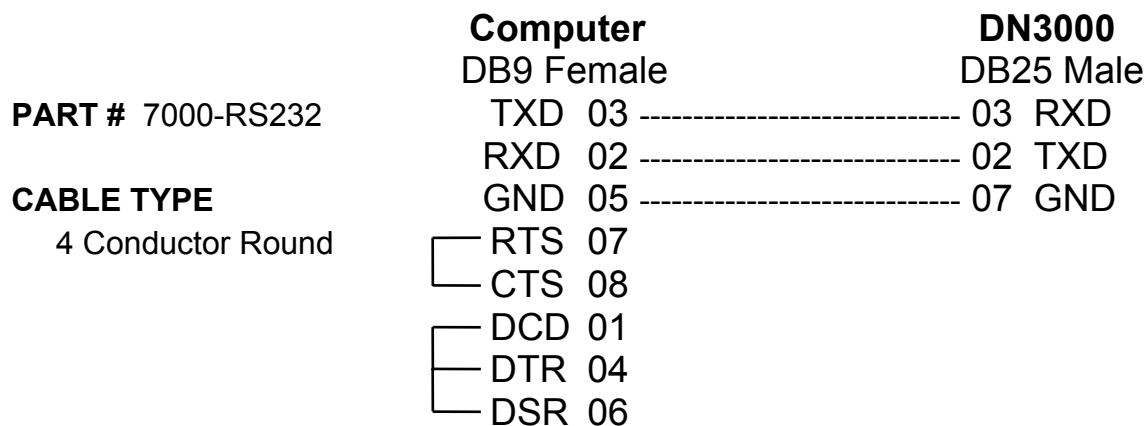 Computer DN3000
DB9 Female DB25 Male
PART # 7000-RS232 TXD 03 ------------------------------ 03 RXD
RXD 02 ------------------------------ 02 TXD
CABLE TYPE GND 05 ------------------------------ 07 GND
4 Conductor Round RTS 07
CTS 08
DCD 01
DTR 04
DSR 06